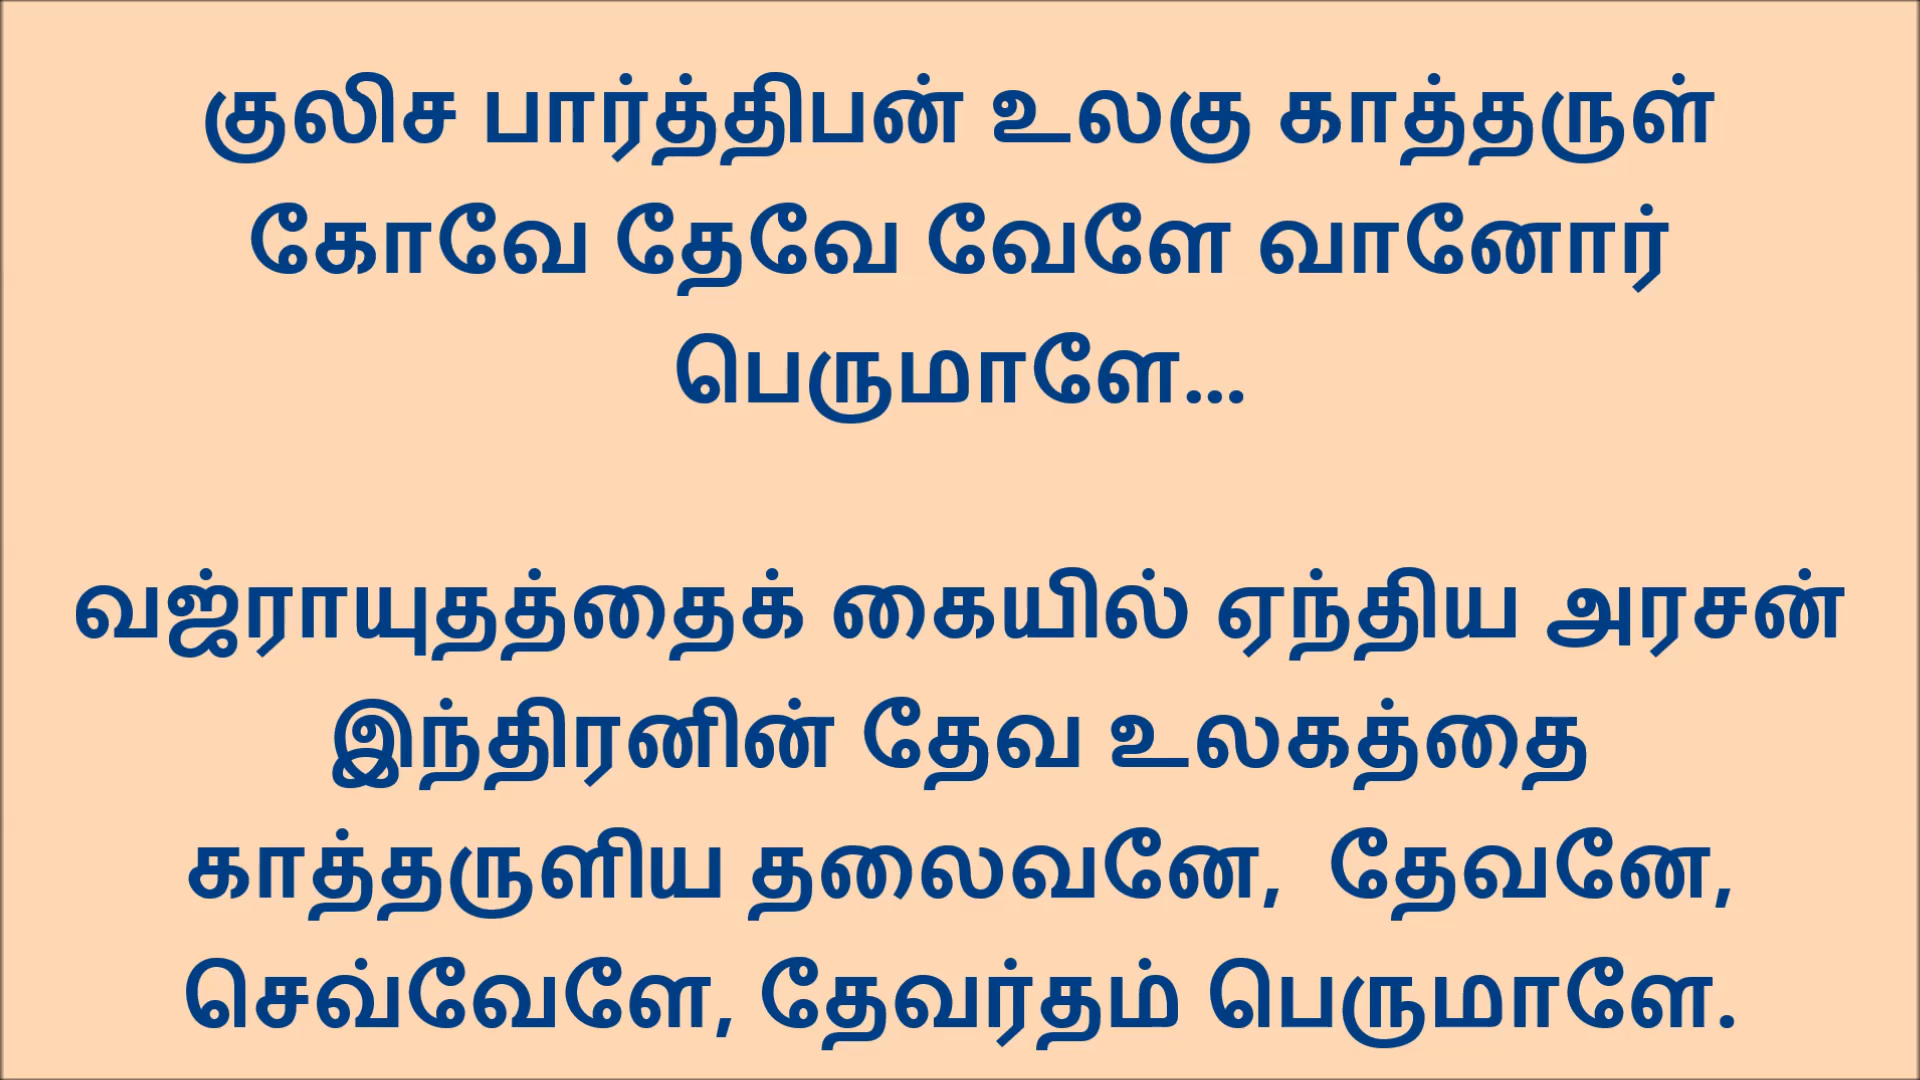 குலிச பார்த்திபன் உலகு காத்தருள்
கோவே தேவே வேளே வானோர்
பெருமாளே...
வஜ்ராயுதத்தைக் கையில் ஏந்திய அரசன்
இந்திரனின் தேவ உலகத்தை
காத்தருளிய தலைவனே, தேவனே,
செவ்வேளே, தேவர்தம் பெருமாளே.